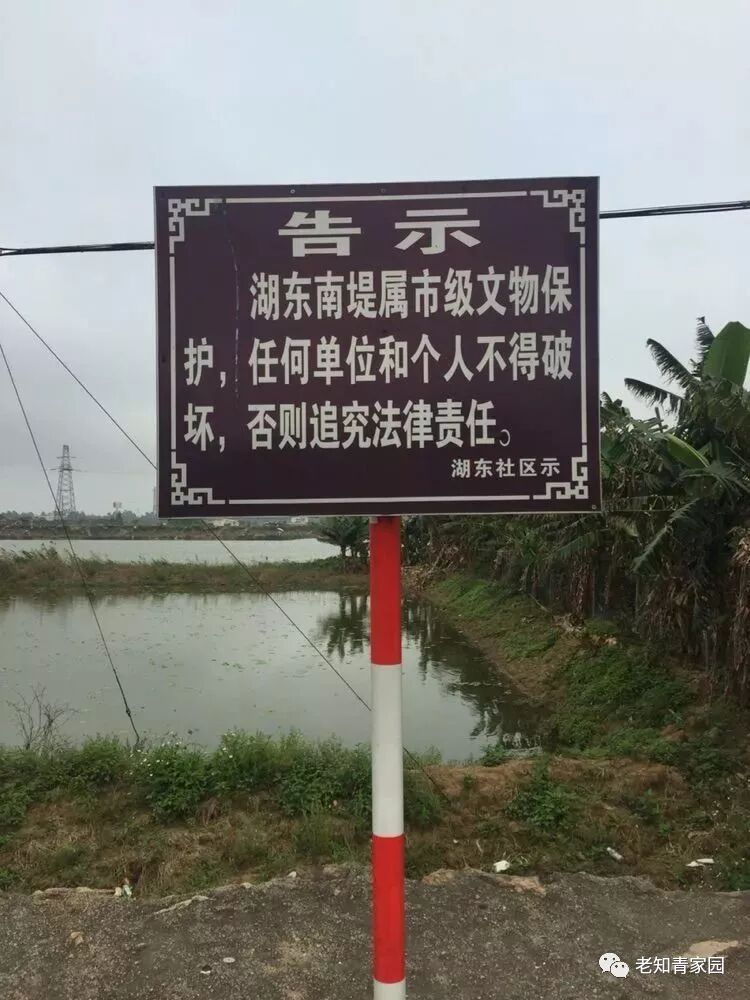 告示
湖东南堤属市级文物保
护，任何单位和个人不得破
坏，否则追究法律责任。
湖东社区示
老知青家园